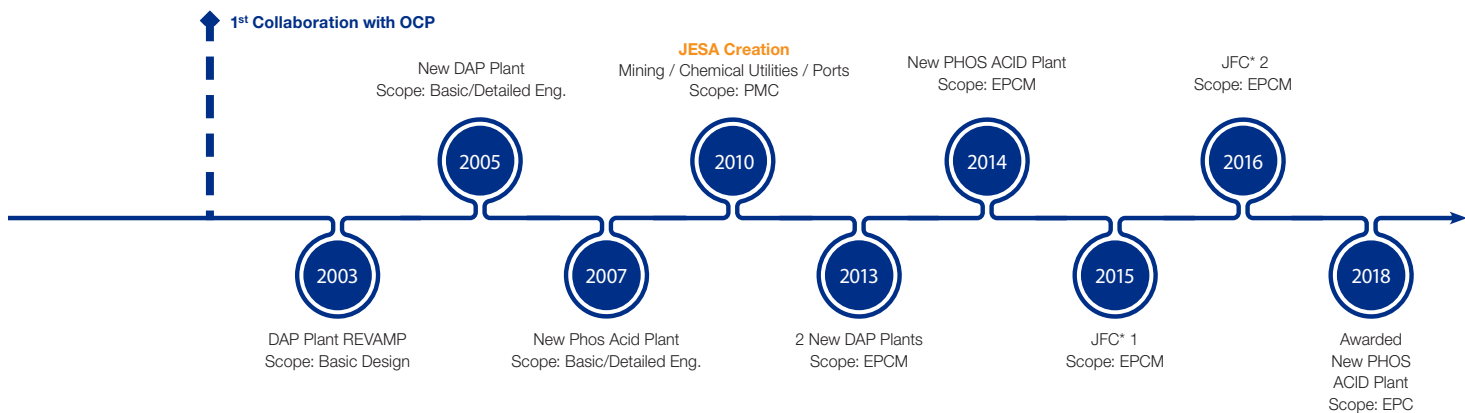 1st Collaboration with OCP
New DAP Plant
Scope: Basic/Detailed Eng.
JESA Creation
Mining / Chemical Utilities / Ports
Scope: PMC
New PHOS ACID Plant
Scope: EPCM
JFC* 2
Scope: EPCM
2005
2010
2014
2016
2003
2007
2013
2015
2018
DAP Plant REVAMP
Scope: Basic Design
New Phos Acid Plant
Scope: Basic/Detailed Eng.
2 New DAP Plants
Scope: EPCM
JFC* 1
Scope: EPCM
Awarded
New PHOS
ACID Plant
Scope: EPC